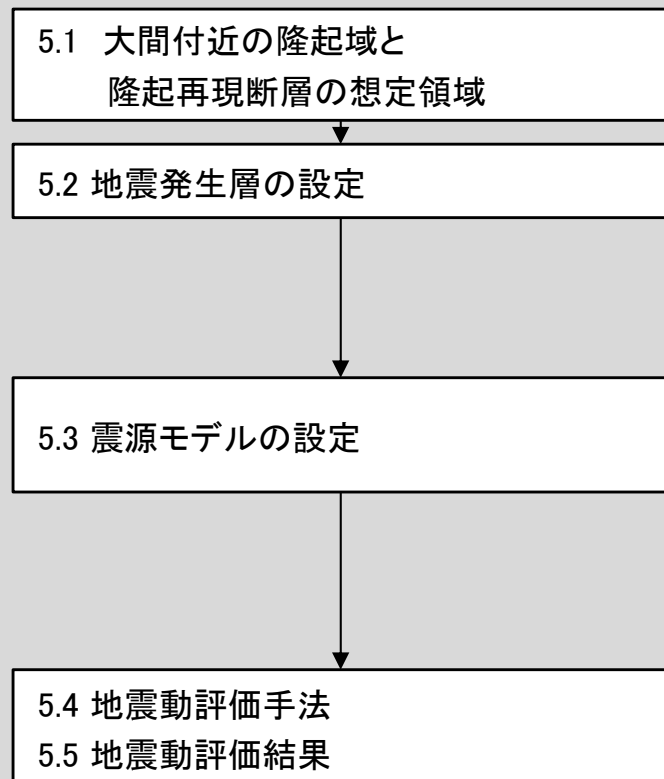 5.1 大間付近の隆起域と
隆起再現断層の想定領域
5.2 地震発生層の設定
5.3 震源モデルの設定
5.4 地震動評価手法
5.5 地震動評価結果